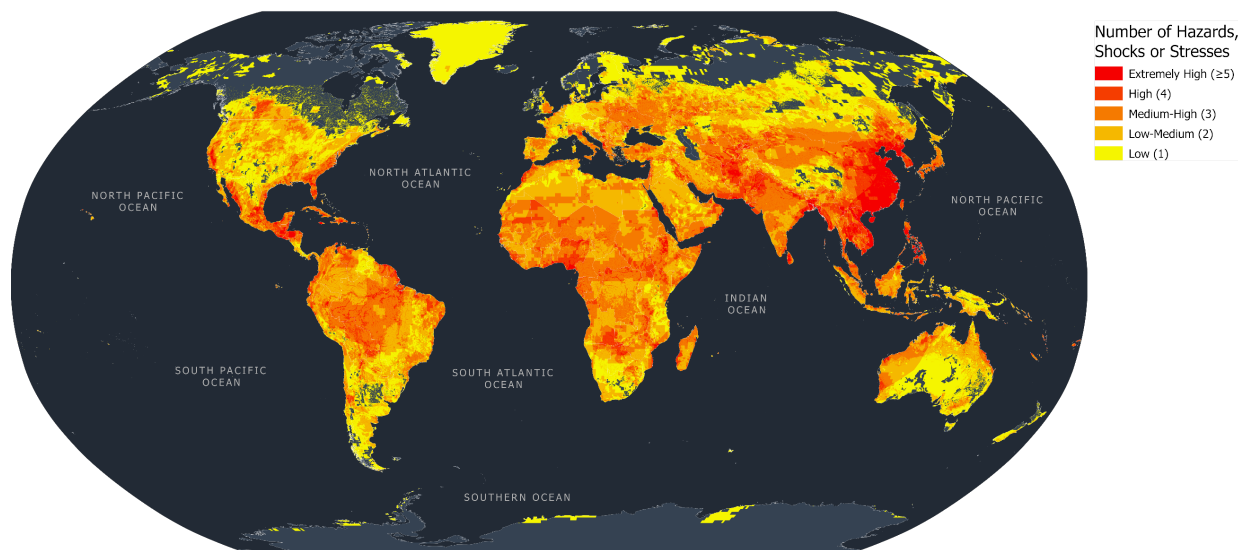 Number of Hazards,
Shocks or Stresses
Extremely High (≥5)
High (4)
Medium-High (3)
Low-Medium (2)
Low (1)
NORTH ATLANTIC
OCEAN
NORTH PACIFIC
OCEAN
NORTH PACIFIC
OCEAN
INDIAN
OCEAN
SOUTH PACIFIC
OCEAN
SOUTH ATLANTIC
OCEAN
SOUTHERN OCEAN